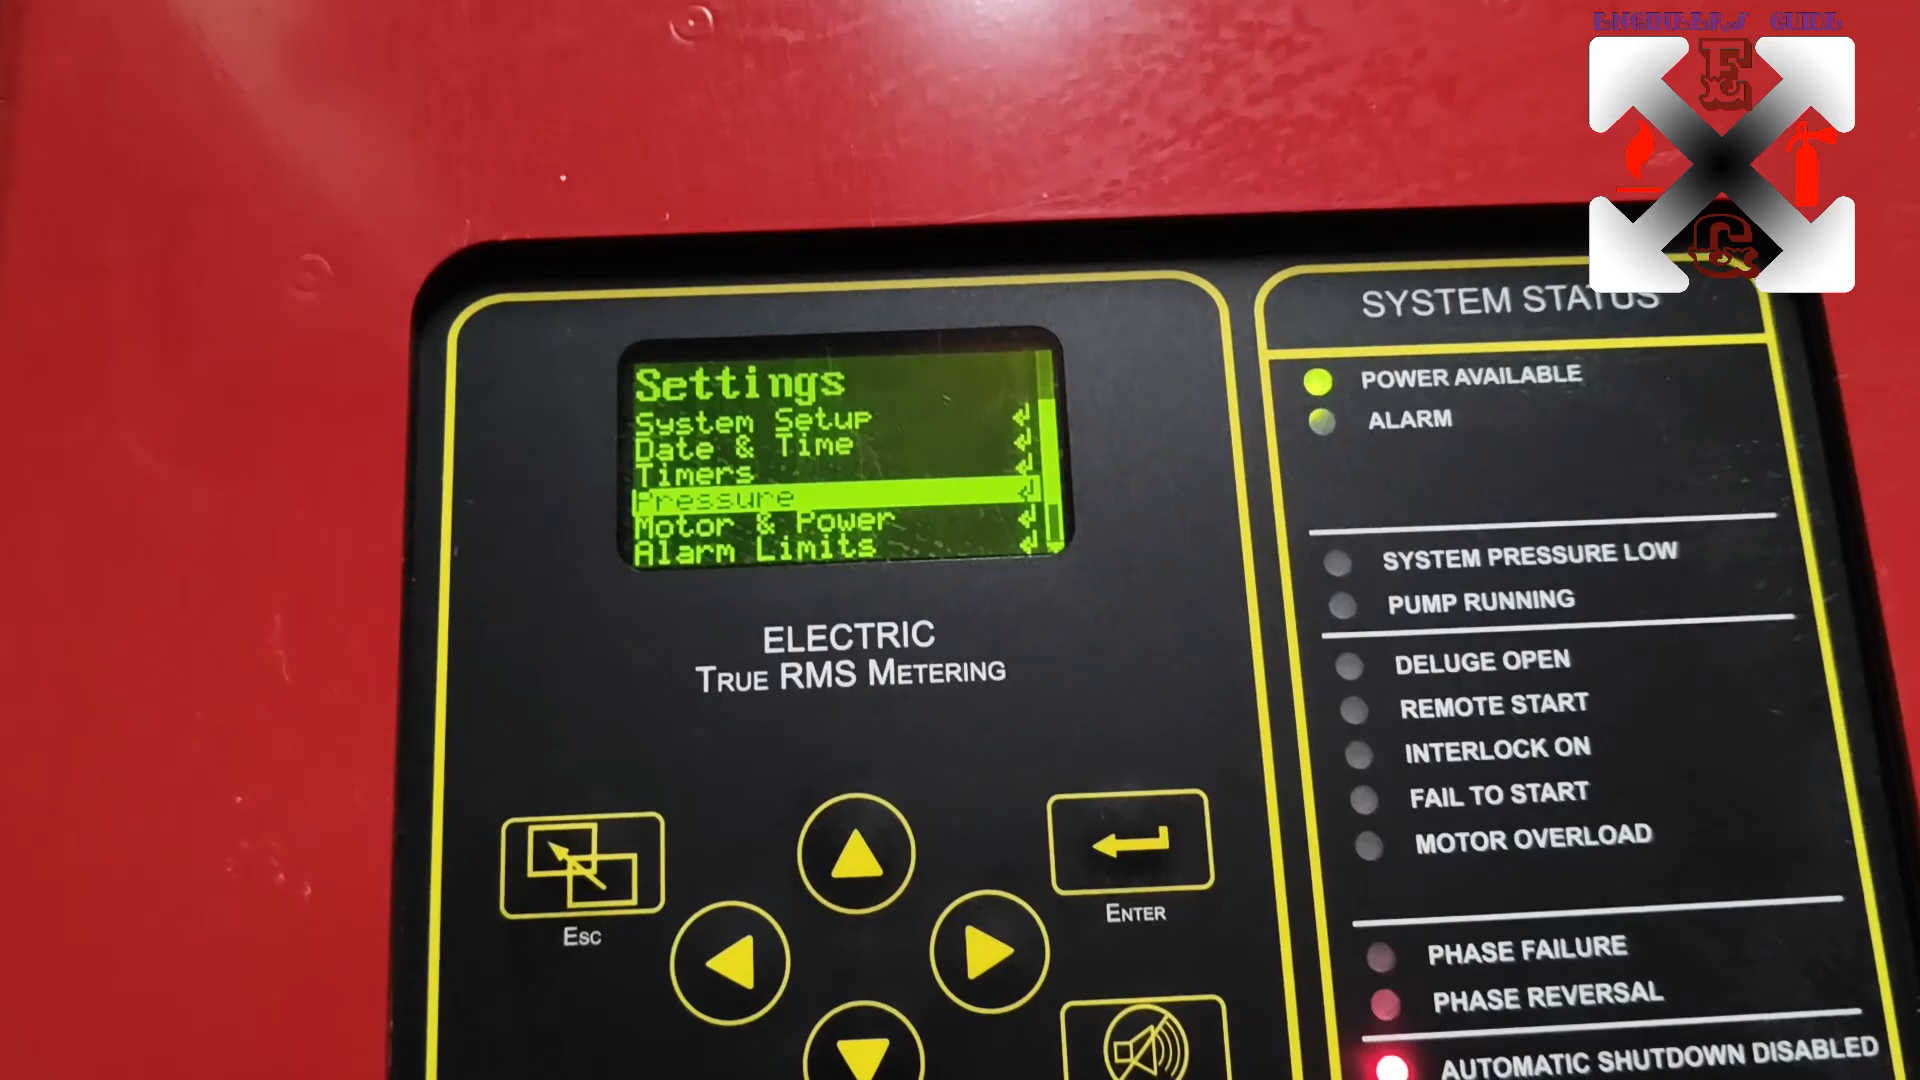 ENGINEERS GUIDE
E
G
SYSTEM STATUS
Settings
System Setup
Date & Time
Timers
Pressure
Motor & Power
Alarm Limits
ELECTRIC
TRUE RMS METERING
ESC
ENTER
POWER AVAILABLE
ALARM
SYSTEM PRESSURE LOW
PUMP RUNNING
DELUGE OPEN
REMOTE START
INTERLOCK ON
FAIL TO START
MOTOR OVERLOAD
PHASE FAILURE
PHASE REVERSAL
AUTOMATIC SHUTDOWN DISABLED